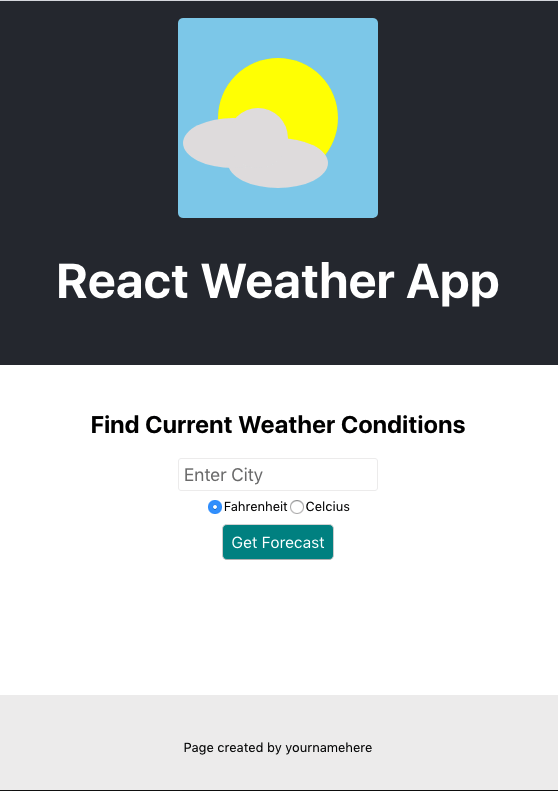 React Weather App
Find Current Weather Conditions
Enter City
Fahrenheit Celcius
Get Forecast
Page created by yournamehere